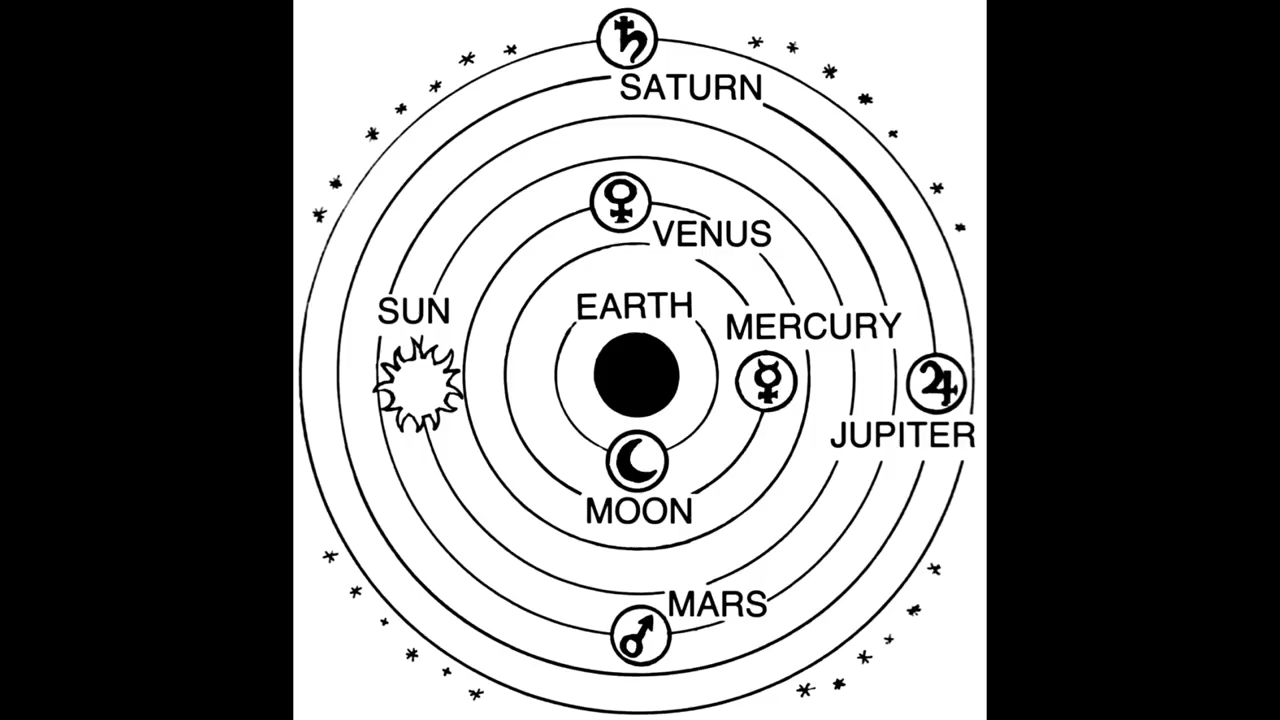 SATURN
VENUS
EARTH
SUN
MERCURY
JUPITER
MOON
MARS